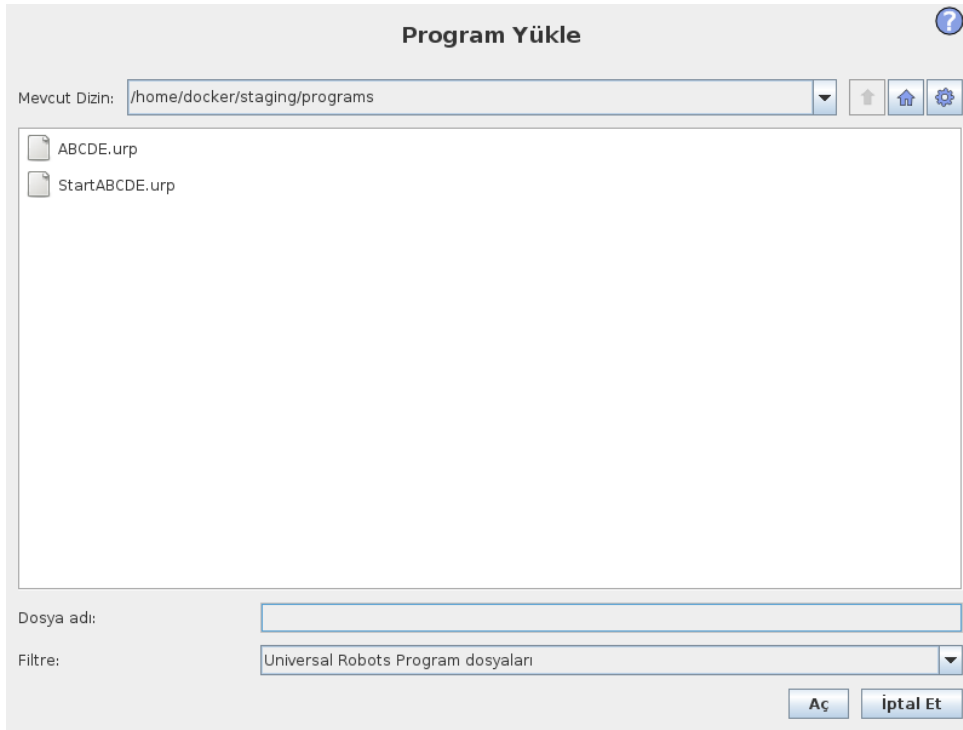 Program Yükle
?
Mevcut Dizin: /home/docker/staging/programs
ABCDE.urp
StartABCDE.urp
Dosya adı:
Filtre: Universal Robots Program dosyaları
Aç İptal Et